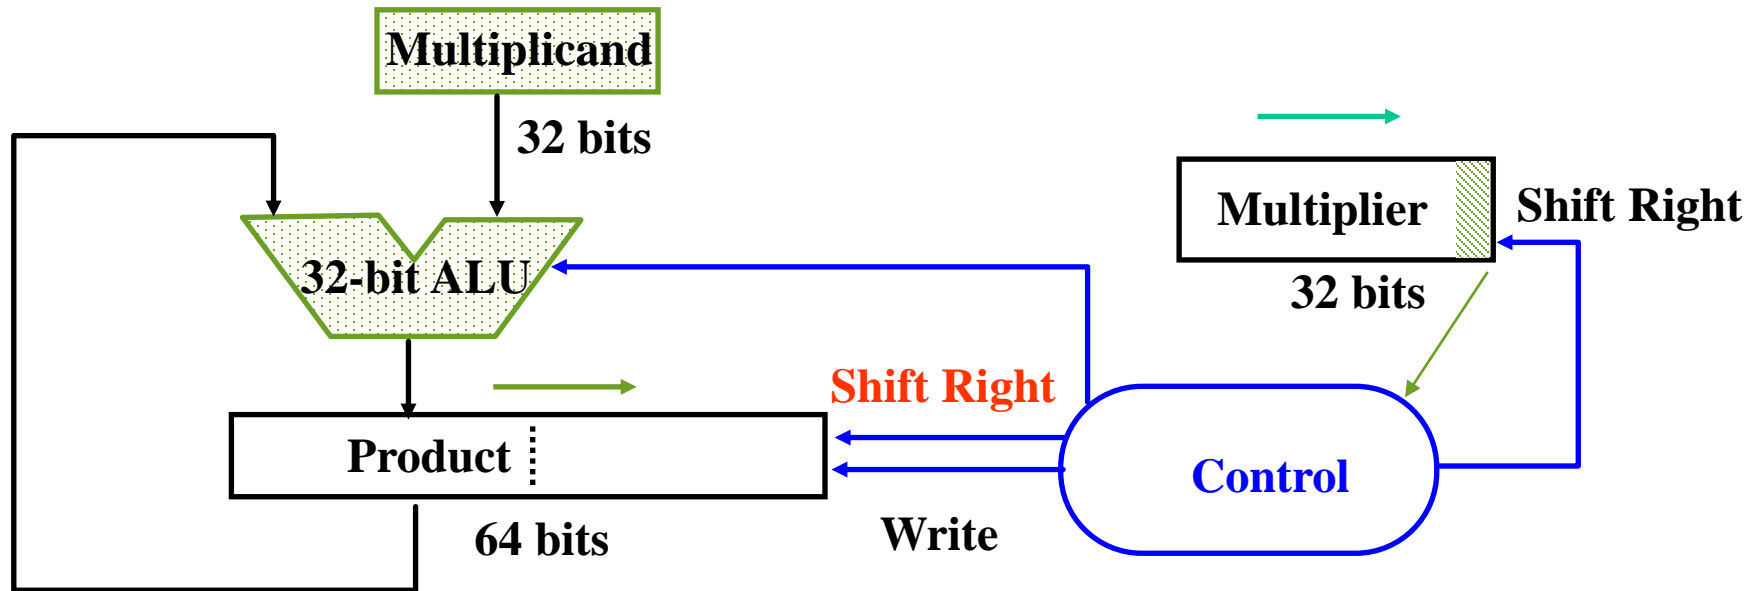 Multiplicand
32 bits
Multiplier
Shift Right
32-bit ALU
32 bits
Shift Right
Product
Control
64 bits
Write